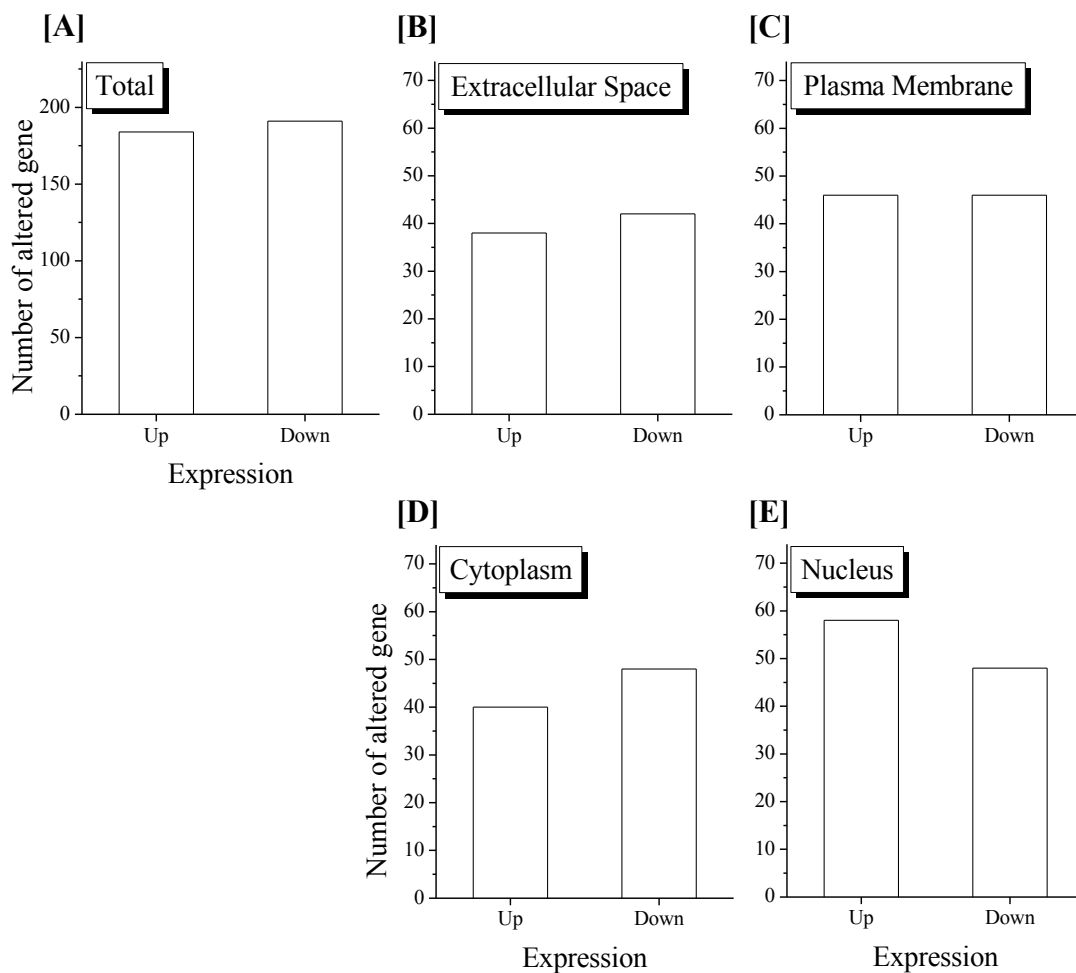 [A]
Total
Number of altered gene
200
150
100
50
0
Up Down
Expression
[B]
Extracellular Space
70
60
50
40
30
20
10
0
Up Down
[C]
Plasma Membrane
70
60
50
40
30
20
10
0
Up Down
[D]
Cytoplasm
Number of altered gene
70
60
50
40
30
20
10
0
Up Down
Expression
[E]
Nucleus
70
60
50
40
30
20
10
0
Up Down
Expression